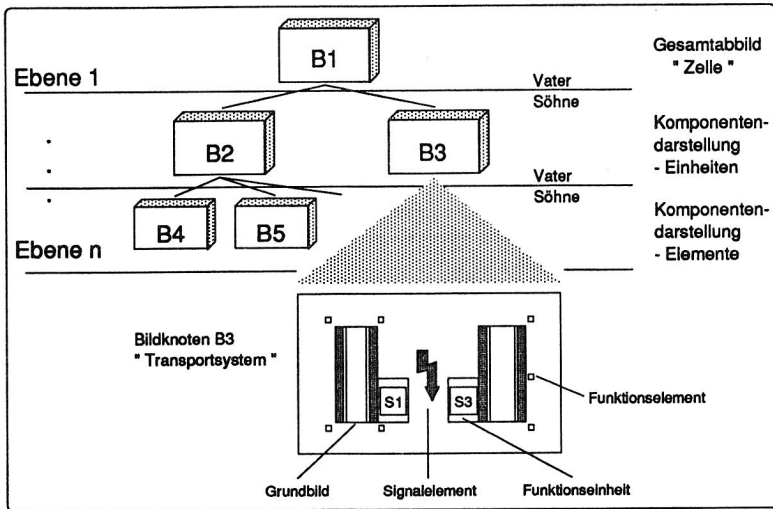 B1
Gesamtabbild
" Zelle "
Ebene 1
Vater
Söhne
B2
B3
Komponenten-
darstellung
- Einheiten
Vater
Söhne
B4
B5
Komponenten-
darstellung
- Elemente
Ebene n
Bildknoten B3
" Transportsystem "
S1
S3
Funktionselement
Grundbild
Signalelement
Funktionseinheit